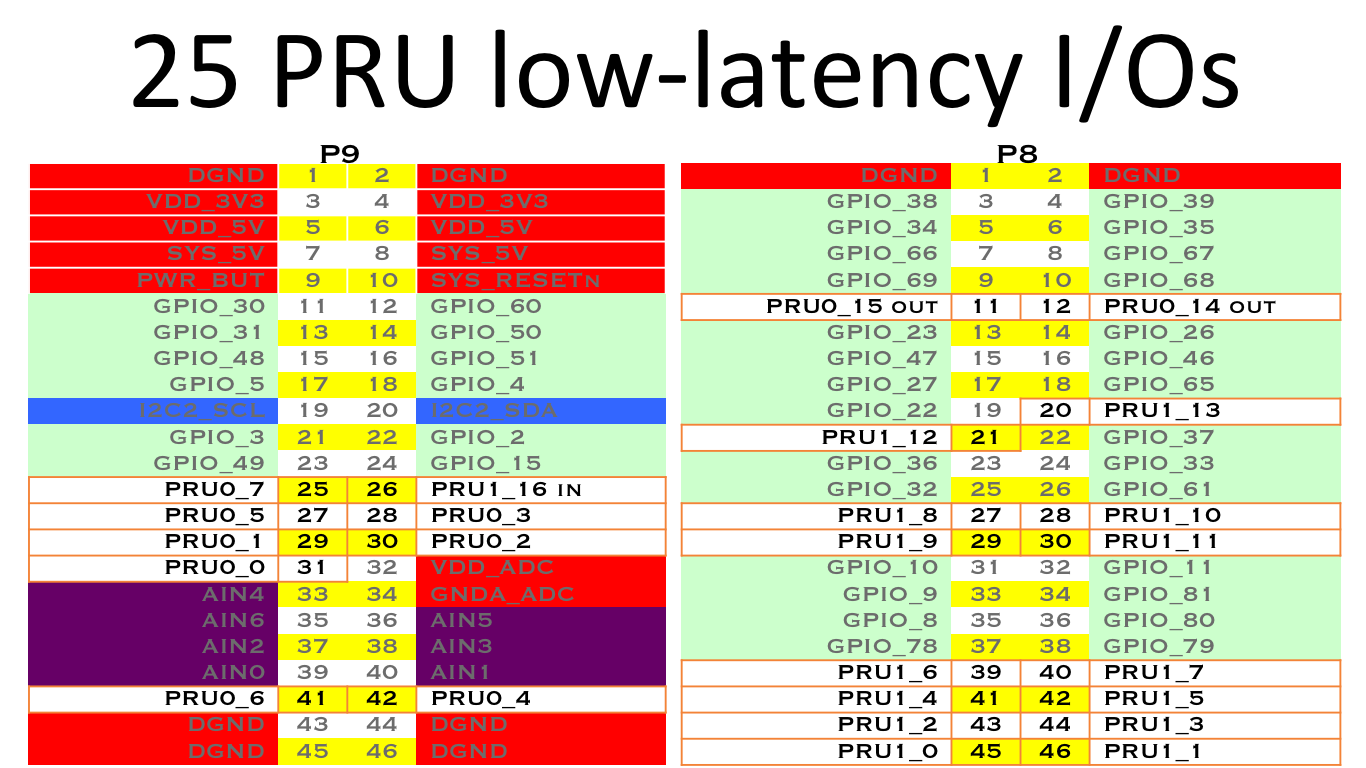 25 PRU low-latency I/Os
P9 P8
DGND 1 2 DGND DGND 1 2 DGND
VDD_3V3 3 4 VDD_3V3 GPIO_38 3 4 GPIO_39
VDD_5V 5 6 VDD_5V GPIO_34 5 6 GPIO_35
SYS_5V 7 8 SYS_5V GPIO_66 7 8 GPIO_67
PWR_BUT 9 10 SYS_RESETN GPIO_69 9 10 GPIO_68
GPIO_30 11 12 GPIO_60 PRU0_15 OUT 11 12 PRU0_14 OUT
GPIO_31 13 14 GPIO_50 GPIO_23 13 14 GPIO_26
GPIO_48 15 16 GPIO_51 GPIO_47 15 16 GPIO_46
GPIO_5 17 18 GPIO_4 GPIO_27 17 18 GPIO_65
I2C2_SCL 19 20 I2C2_SDA GPIO_22 19 20 PRU1_13
GPIO_3 21 22 GPIO_2 PRU1_12 21 22 GPIO_37
GPIO_49 23 24 GPIO_15 GPIO_36 23 24 GPIO_33
PRU0_7 25 26 PRU1_16 IN GPIO_32 25 26 GPIO_61
PRU0_5 27 28 PRU0_3 PRU1_8 27 28 PRU1_10
PRU0_1 29 30 PRU0_2 PRU1_9 29 30 PRU1_11
PRU0_0 31 32 VDD_ADC GPIO_10 31 32 GPIO_11
AIN4 33 34 GNDA_ADC GPIO_9 33 34 GPIO_81
AIN6 35 36 AIN5 GPIO_8 35 36 GPIO_80
AIN2 37 38 AIN3 GPIO_78 37 38 GPIO_79
AIN0 39 40 AIN1 PRU1_6 39 40 PRU1_7
PRU0_6 41 42 PRU0_4 PRU1_4 41 42 PRU1_5
DGND 43 44 DGND PRU1_2 43 44 PRU1_3
DGND 45 46 DGND PRU1_0 45 46 PRU1_1